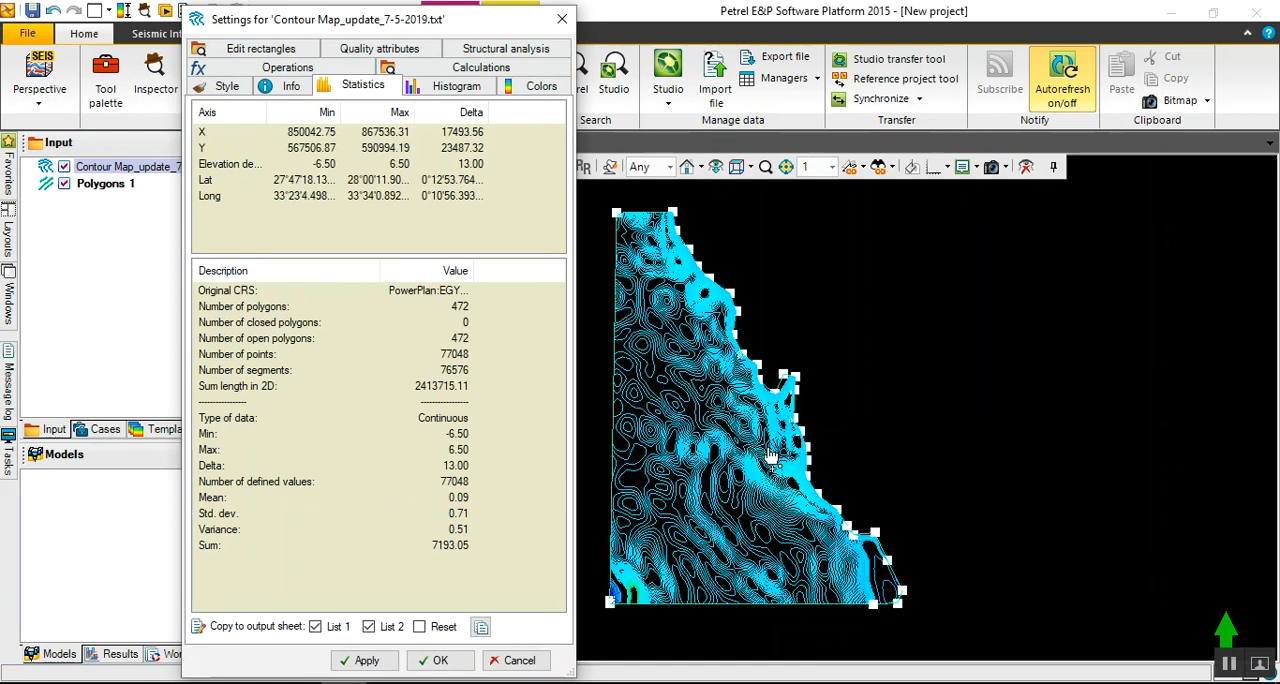 Petrel E&P Software Platform 2015 - [New project]
File
Home
Seismic Int
Perspective
Tool palette
Inspector
Studio
Search
Studio
Import file
Export file
Managers
Manage data
Studio transfer tool
Reference project tool
Synchronize
Transfer
Subscribe
Autorefresh on/off
Notify
Paste
Cut
Copy
Bitmap
Clipboard
Any
1
Favorites
Layouts
Windows
Message log
Tasks
Input
Contour Map_update_7
Polygons 1
Input
Cases
Templa
Models
Models
Results
Settings for 'Contour Map_update_7-5-2019.txt'
Edit rectangles
Quality attributes
Structural analysis
Operations
Calculations
Style
Info
Statistics
Histogram
Colors
Axis Min Max Delta
X 850042.75 867536.31 17493.56
Y 567506.87 590994.19 23487.32
Elevation de... -6.50 6.50 13.00
Lat 27°47'18.13... 28°00'11.90... 0°12'53.764...
Long 33°23'4.498... 33°34'0.892... 0°10'56.393...
Description Value
Original CRS: PowerPlan:EGY...
Number of polygons: 472
Number of closed polygons: 0
Number of open polygons: 472
Number of points: 77048
Number of segments: 76576
Sum length in 2D: 2413715.11
Type of data: Continuous
Min: -6.50
Max: 6.50
Delta: 13.00
Number of defined values: 77048
Mean: 0.09
Std. dev. 0.71
Variance: 0.51
Sum: 7193.05
Copy to output sheet: List 1 List 2 Reset
Apply
OK
Cancel